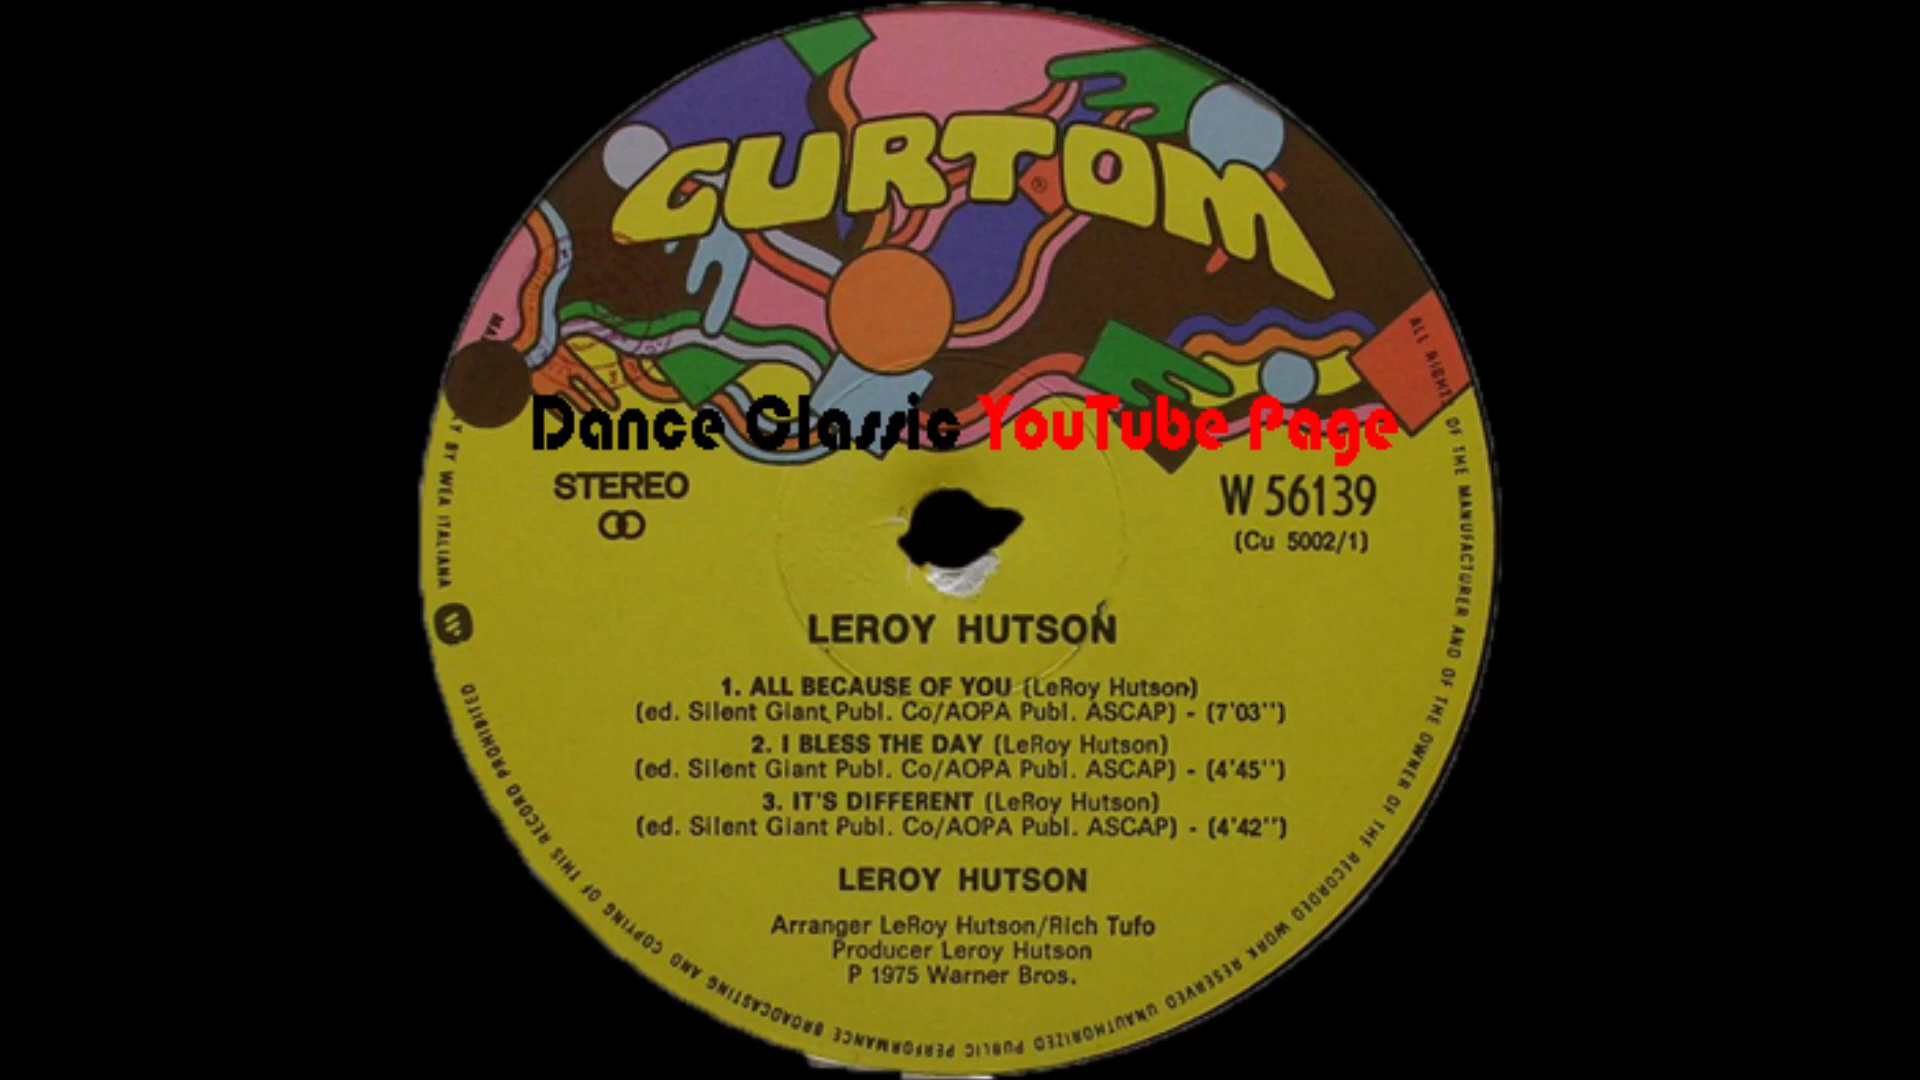 CURTOM
®
Dance Classic YouTube Page
STEREO
W 56139
(Cu 5002/1)
LEROY HUTSON
1. ALL BECAUSE OF YOU (LeRoy Hutson)
(ed. Silent Giant Publ. Co/AOPA Publ. ASCAP) - (7'03'')
2. I BLESS THE DAY (LeRoy Hutson)
(ed. Silent Giant Publ. Co/AOPA Publ. ASCAP) - (4'45'')
3. IT'S DIFFERENT (LeRoy Hutson)
(ed. Silent Giant Publ. Co/AOPA Publ. ASCAP) - (4'42'')
LEROY HUTSON
Arranger LeRoy Hutson/Rich Tufo
Producer Leroy Hutson
P 1975 Warner Bros.
BY WEA ITALIANA
ALL RIGHTS OF THE MANUFACTURER AND OF THE OWNER OF THE RECORDED WORK RESERVED UNAUTHORIZED PUBLIC PERFORMANCE BROADCASTING AND COPYING OF THIS RECORD PROHIBITED